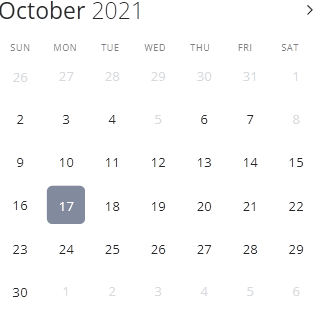 October 2021
SUN MON TUE WED THU FRI SAT
26 27 28 29 30 31 1
2 3 4 5 6 7 8
9 10 11 12 13 14 15
16 17 18 19 20 21 22
23 24 25 26 27 28 29
30 1 2 3 4 5 6